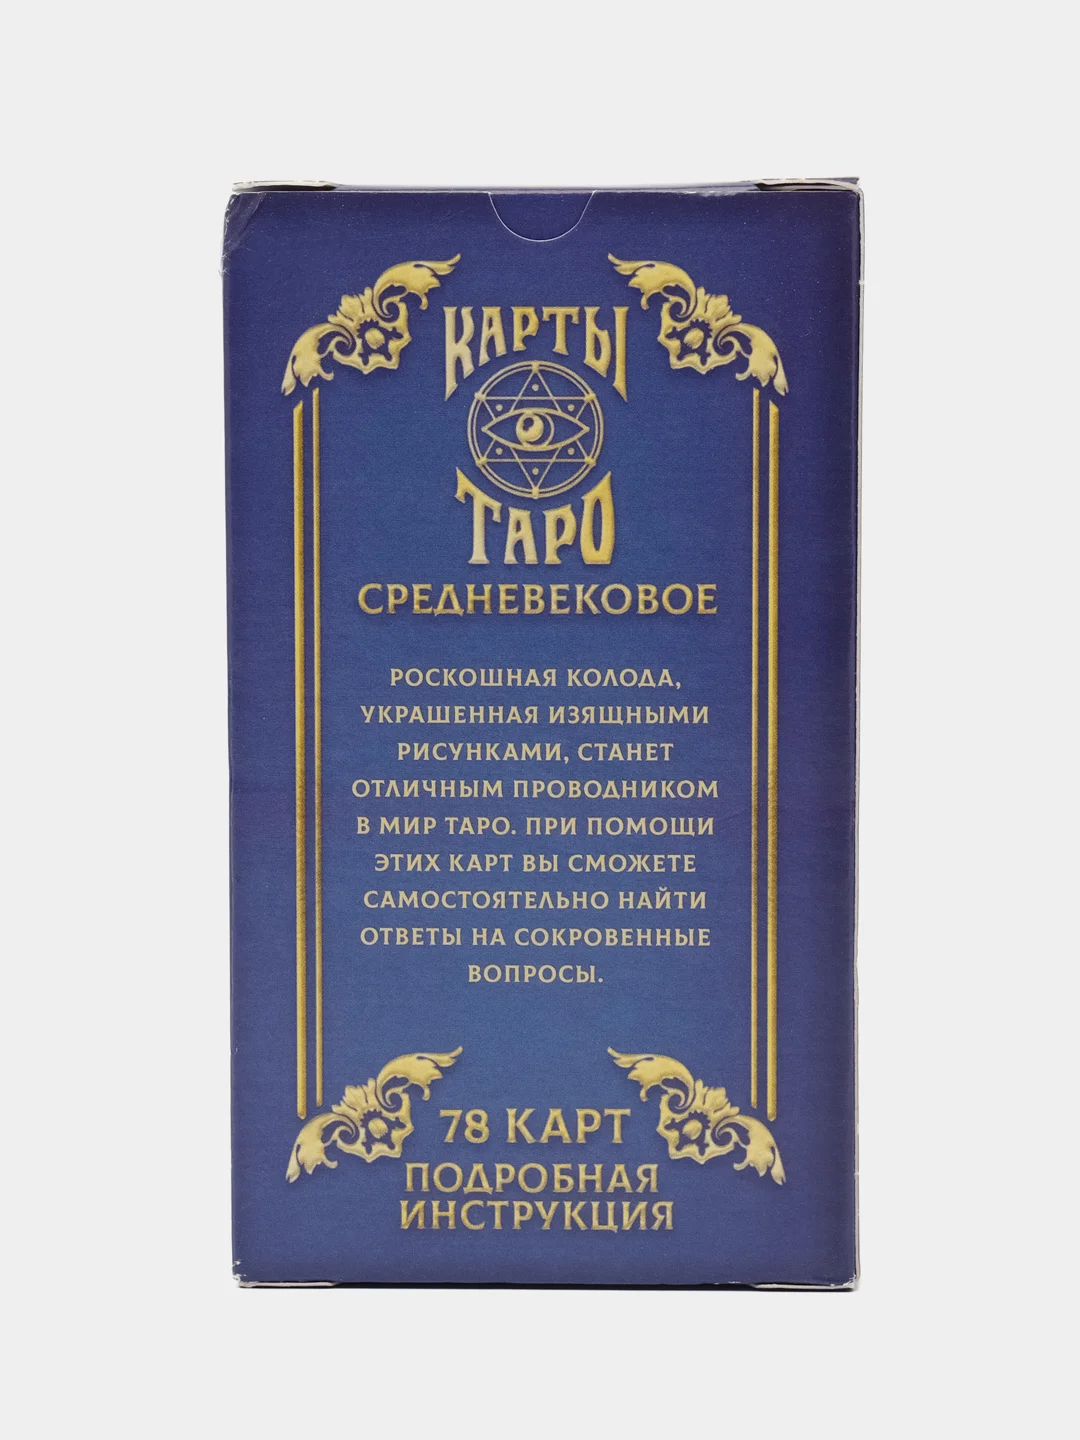 КАРТЫ
ТАРО
СРЕДНЕВЕКОВОЕ
РОСКОШНАЯ КОЛОДА,
УКРАШЕННАЯ ИЗЯЩНЫМИ
РИСУНКАМИ, СТАНЕТ
ОТЛИЧНЫМ ПРОВОДНИКОМ
В МИР ТАРО. ПРИ ПОМОЩИ
ЭТИХ КАРТ ВЫ СМОЖЕТЕ
САМОСТОЯТЕЛЬНО НАЙТИ
ОТВЕТЫ НА СОКРОВЕННЫЕ
ВОПРОСЫ.
78 КАРТ
ПОДРОБНАЯ
ИНСТРУКЦИЯ